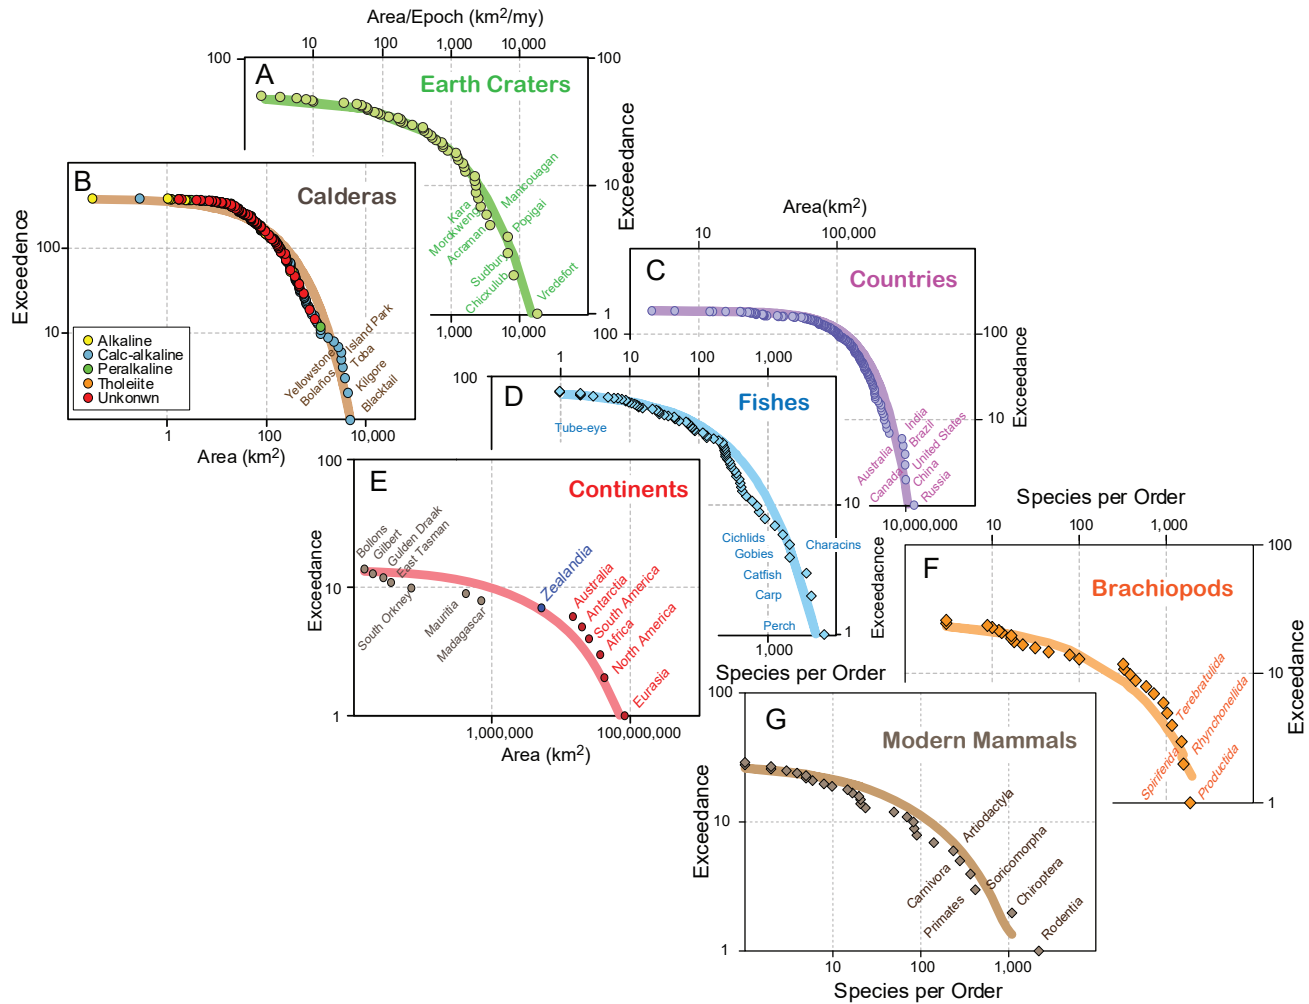 Area/Epoch (km2/my)
10
100
1,000
10,000
100
100
A
Earth Craters
Manicouagan
Kara
Morokweng
Acraman
Popigai
Sudbury
Chicxulub
Vredefort
10
1
Exceeedance
1,000
10,000
B
Calderas
Exceedence
100
10
Alkaline
Calc-alkaline
Peralkaline
Tholeiite
Unkonwn
Yellowstone
Island Park
Bolaños
Toba
Kilgore
Blacktail
1
100
10,000
Area (km2)
Area(km2)
10
100,000
C
Countries
100
100
10
Exceedance
India
Brazil
Australia
United States
Canada
China
Russia
10,000,000
1
10
100
1,000
100
D
Fishes
Tube-eye
10
Cichlids
Gobies
Characins
Catfish
Carp
Perch
1
Exceedacnce
1,000
Species per Order
100
E
Continents
Exceedance
10
1
Bollons
Gilbert
Gulden Draak
East Tasman
South Orkney
Mauritia
Madagascar
Zealandia
Australia
Antarctia
South America
Africa
North America
Eurasia
1,000,000
100,000,000
Area (km2)
Species per Order
10
100
1,000
100
F
Brachiopods
10
Terebratulida
Rhynchonellida
Spiriferida
Productida
1
Exceedance
100
G
Modern Mammals
Exceedance
10
1
Artiodactyla
Soricomorpha
Carnivora
Primates
Chiroptera
Rodentia
10
100
1,000
Species per Order